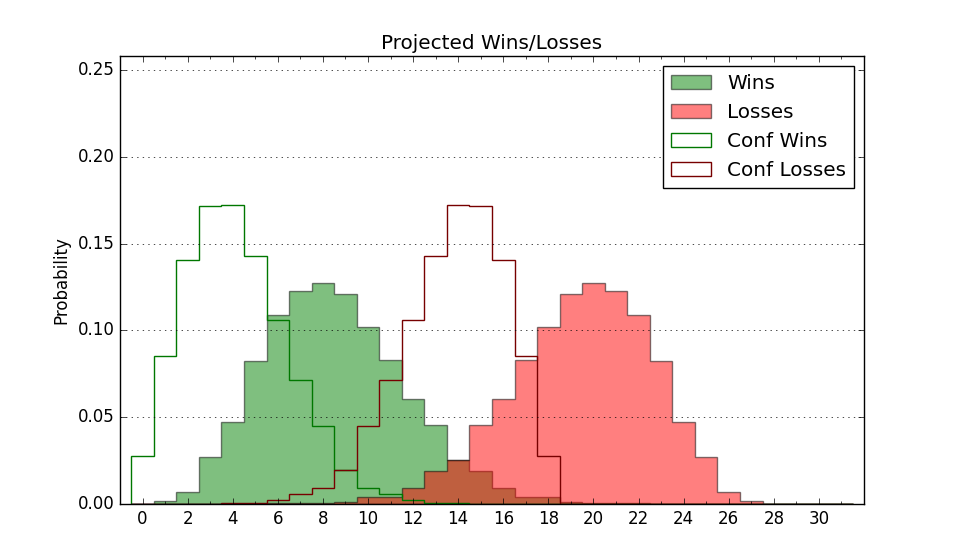 Projected Wins/Losses
0.25
0.20
0.15
0.10
0.05
0.00
Probability
Wins
Losses
Conf Wins
Conf Losses
0 2 4 6 8 10 12 14 16 18 20 22 24 26 28 30